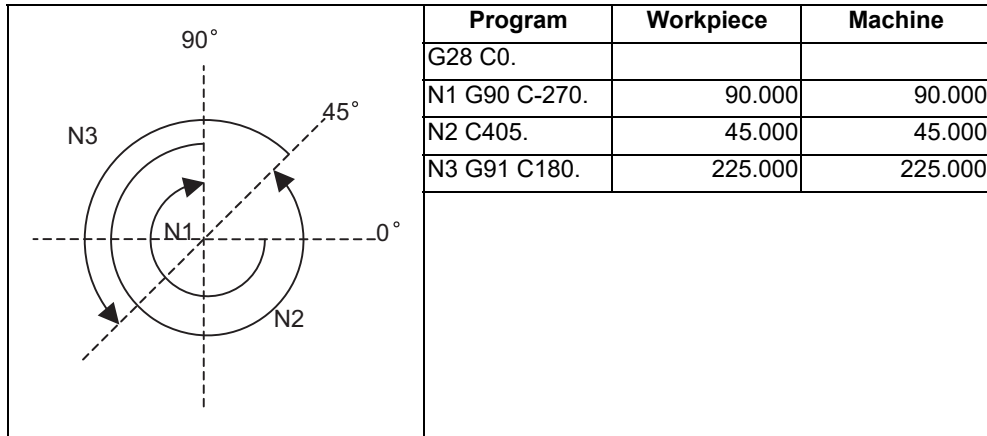 90°
45°
N3
N1
0°
N2
Program Workpiece Machine
G28 C0.
N1 G90 C-270. 90.000 90.000
N2 C405. 45.000 45.000
N3 G91 C180. 225.000 225.000